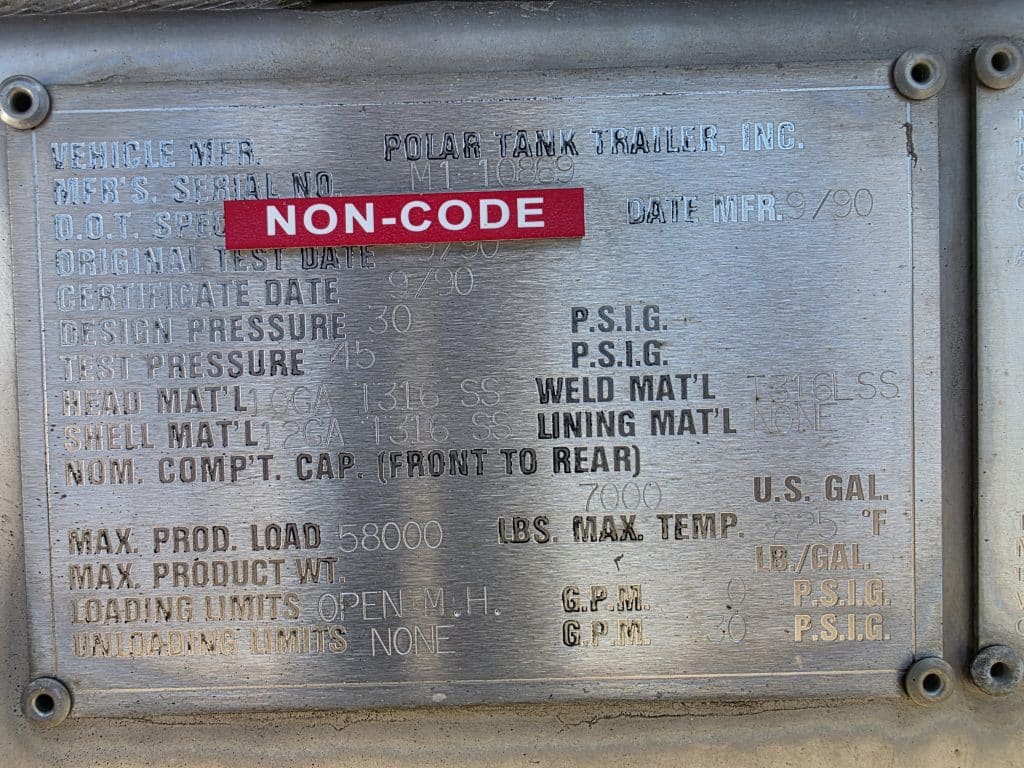 VEHICLE MFR. POLAR TANK TRAILER, INC.
MFR'S. SERIAL NO. M1 10889
D.O.T. SPEC NON-CODE DATE MFR. 9/90
ORIGINAL TEST DATE 9/90
CERTIFICATE DATE 9/90
DESIGN PRESSURE 30 P.S.I.G.
TEST PRESSURE 45 P.S.I.G.
HEAD MAT'L T316 SS WELD MAT'L T316LSS
SHELL MAT'L 12GA T316 SS LINING MAT'L NONE
NOM. COMP'T. CAP. (FRONT TO REAR)
7000 U.S. GAL.
MAX. PROD. LOAD 58000 LBS. MAX. TEMP. 225 °F
MAX. PRODUCT WT. LB./GAL.
LOADING LIMITS OPEN M.H. G.P.M. 0 P.S.I.G.
UNLOADING LIMITS NONE G.P.M. 30 P.S.I.G.